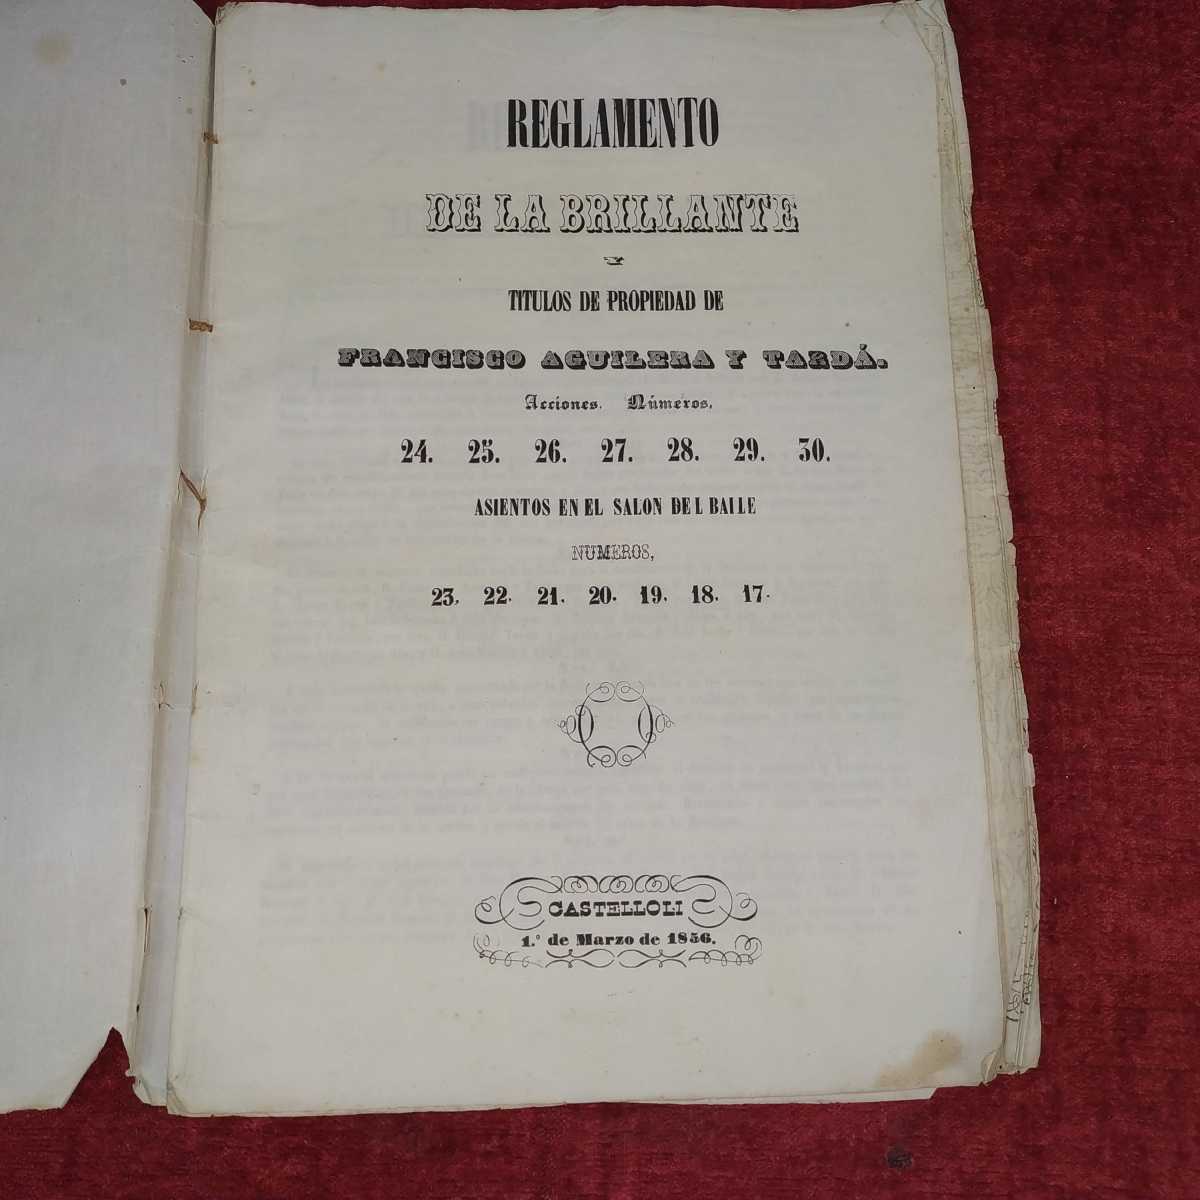 REGLAMENTO
DE LA BRILLANTE
Y
TITULOS DE PROPIEDAD DE
FRANCISCO AGUILERA Y TARDÁ.
Acciones. Números,
24. 25. 26. 27. 28. 29. 30.
ASIENTOS EN EL SALON DEL BAILE
NUMEROS,
23, 22. 21. 20. 19. 18. 17.
CASTELLOLI
1.º de Marzo de 1856.